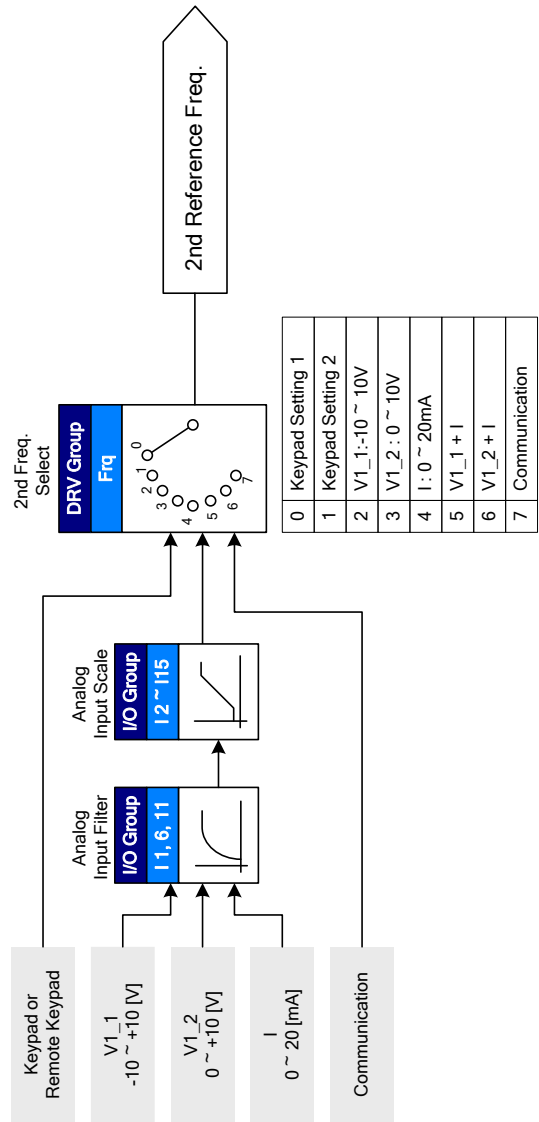 Keypad or
Remote Keypad
V1_1
-10 ~ +10 [V]
V1_2
0 ~ +10 [V]
I
0 ~ 20 [mA]
Communication
Analog
Input Filter
I/O Group
I 1, 6, 11
Analog
Input Scale
I/O Group
I 2 ~ I15
2nd Freq.
Select
DRV Group
Frq
0
1
2
3
4
5
6
7
2nd Reference Freq.
0 Keypad Setting 1
1 Keypad Setting 2
2 V1_1:-10 ~ 10V
3 V1_2 : 0 ~ 10V
4 I : 0 ~ 20mA
5 V1_1 + I
6 V1_2 + I
7 Communication